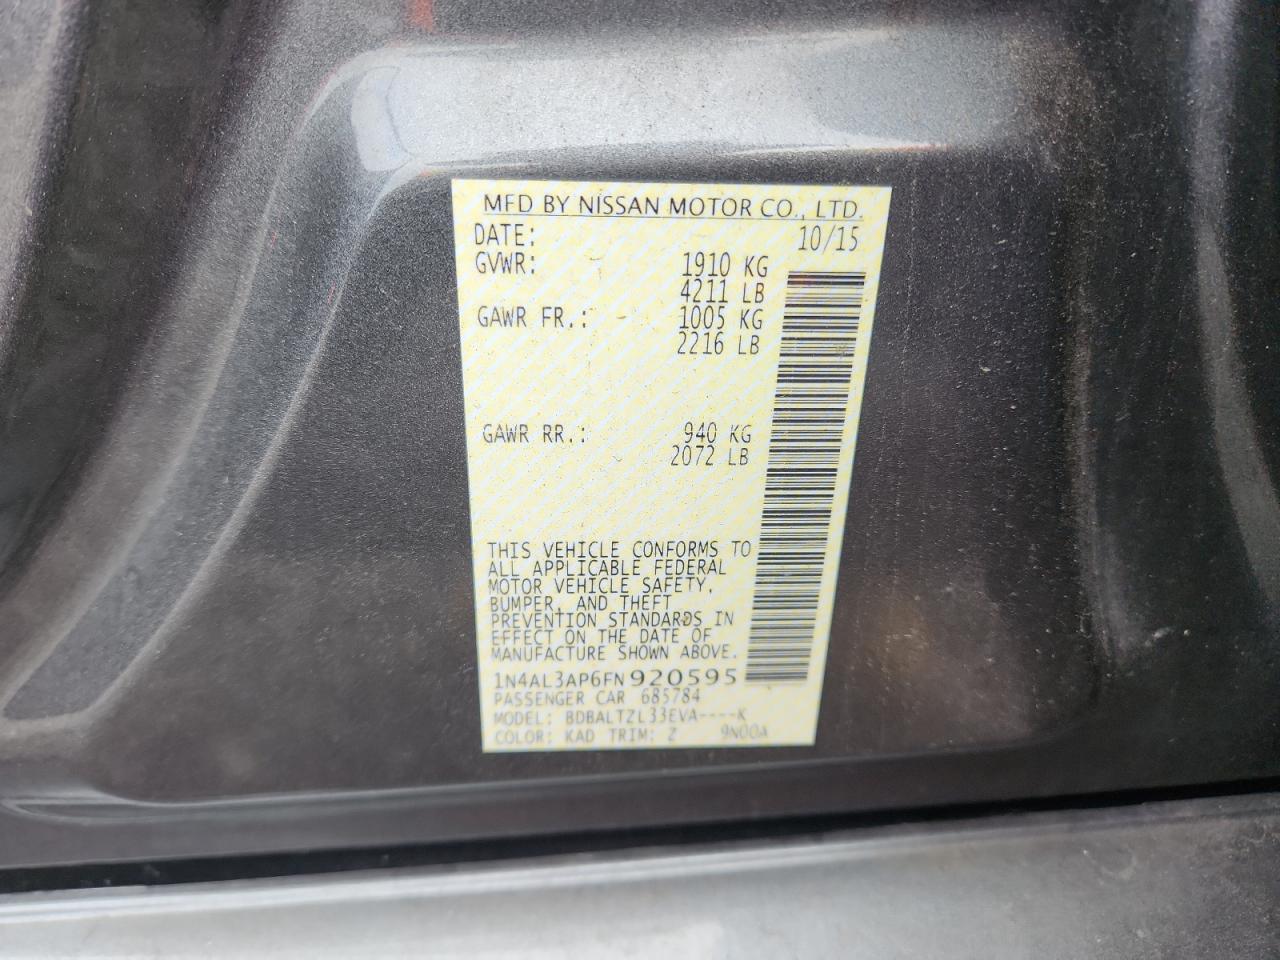 MFD BY NISSAN MOTOR CO., LTD.
DATE: 10/15
GVWR: 1910 KG
4211 LB
GAWR FR.: 1005 KG
2216 LB
GAWR RR.: 940 KG
2072 LB
THIS VEHICLE CONFORMS TO
ALL APPLICABLE FEDERAL
MOTOR VEHICLE SAFETY,
BUMPER, AND THEFT
PREVENTION STANDARDS IN
EFFECT ON THE DATE OF
MANUFACTURE SHOWN ABOVE.
1N4AL3AP6FN920595
PASSENGER CAR 685784
MODEL: BDBALTZL33EVA----K
COLOR: KAD TRIM: Z 9N00A